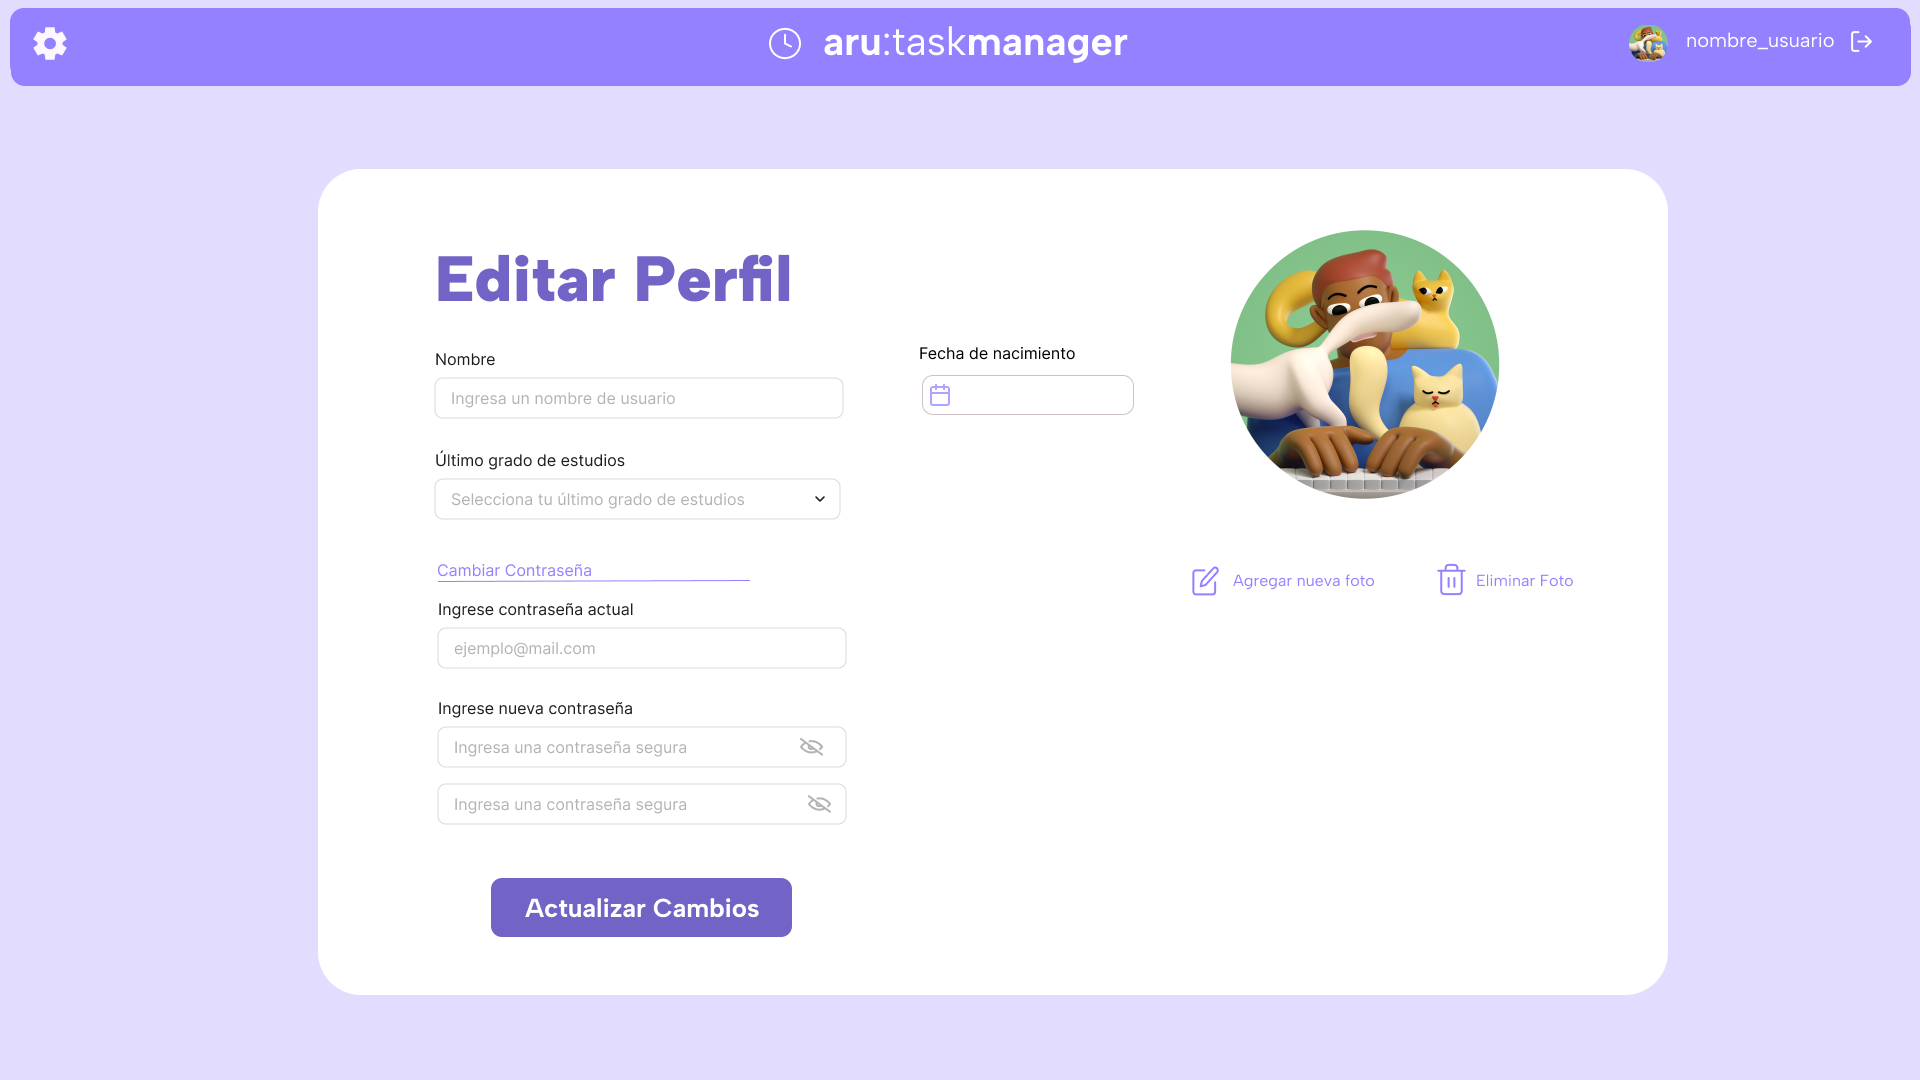 aru:taskmanager
nombre_usuario
Editar Perfil
Nombre
Ingresa un nombre de usuario
Fecha de nacimiento
Último grado de estudios
Selecciona tu último grado de estudios
Cambiar Contraseña
Ingrese contraseña actual
ejemplo@mail.com
Ingrese nueva contraseña
Ingresa una contraseña segura
Ingresa una contraseña segura
Actualizar Cambios
Agregar nueva foto
Eliminar Foto